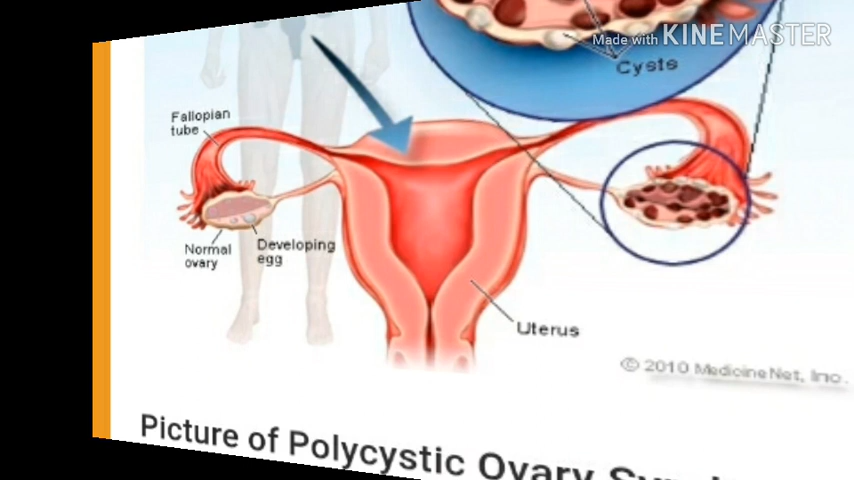 Made with KINEMASTER
Cysts
Fallopian
tube
Normal
ovary
Developing
egg
Uterus
© 2010 MedicineNet, Inc.
Picture of Polycystic Ovary